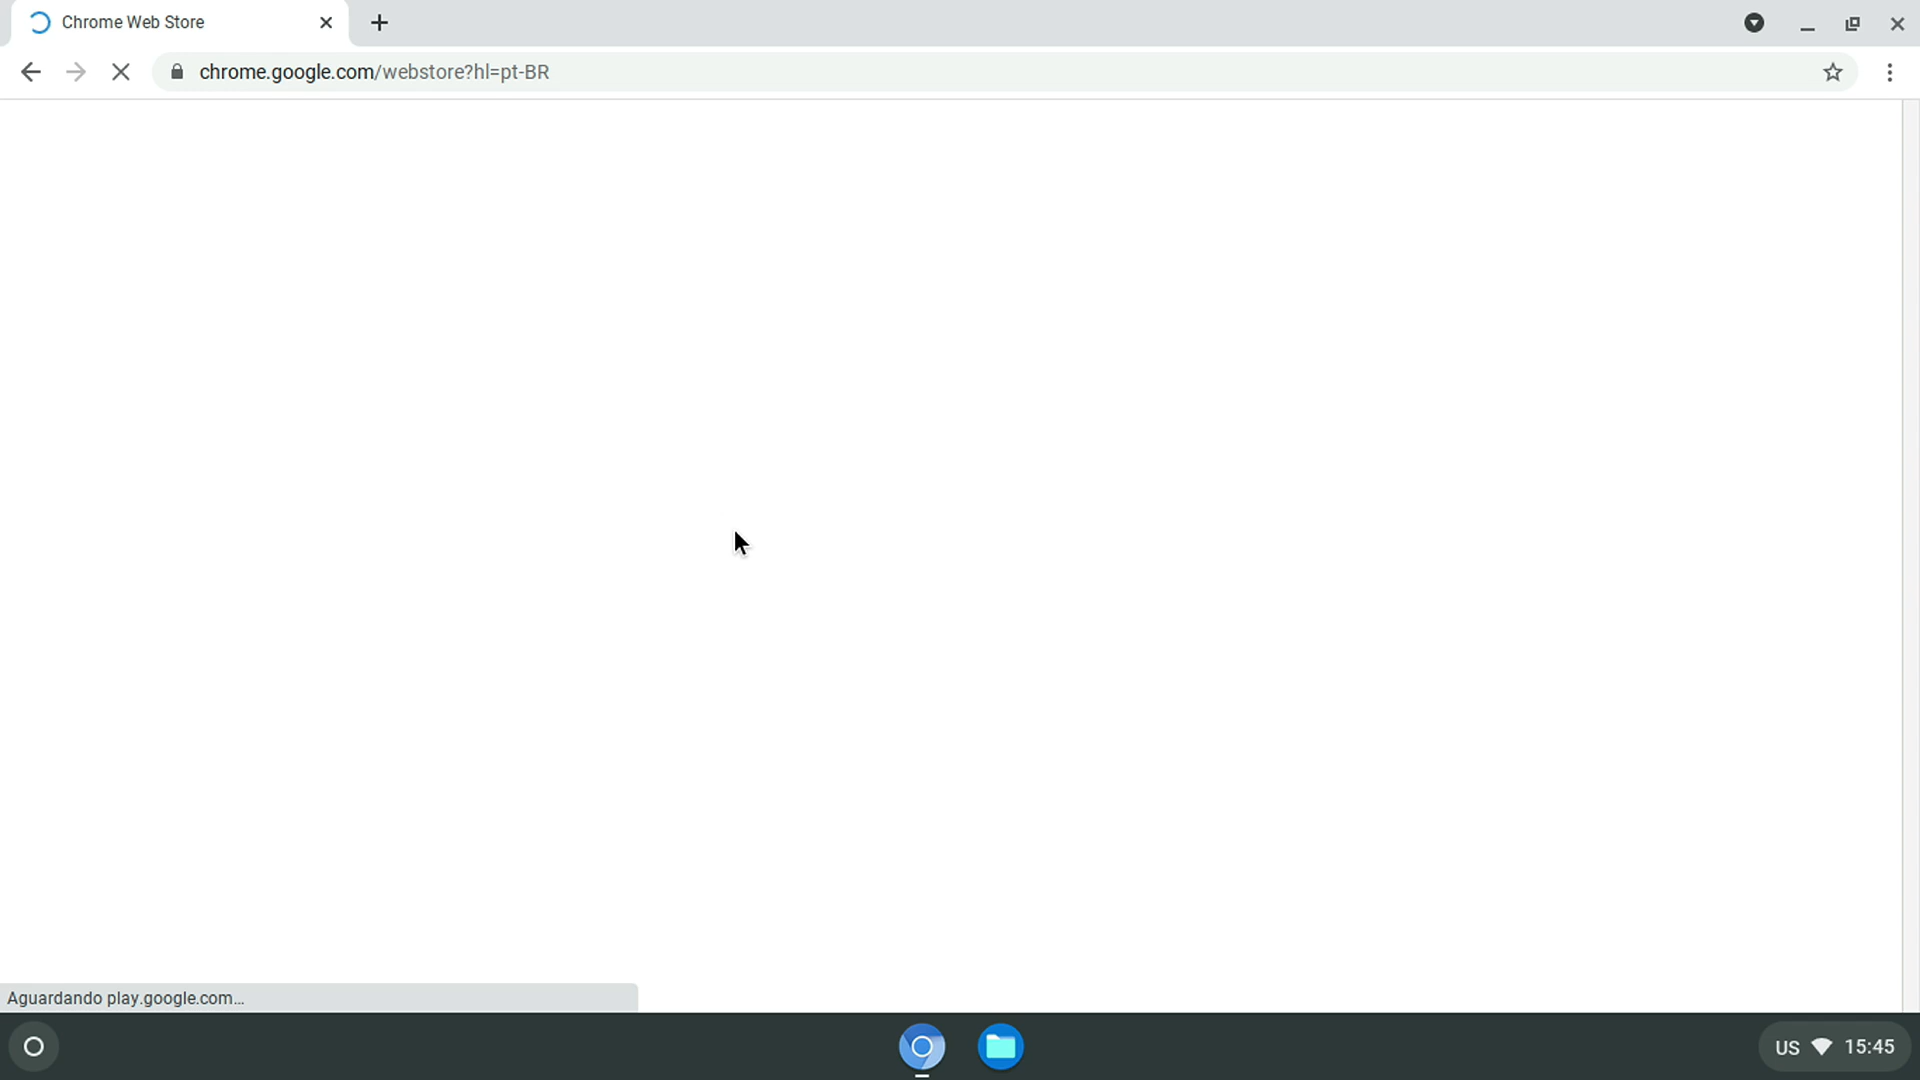 Chrome Web Store
chrome.google.com/webstore?hl=pt-BR
Aguardando play.google.com...
US 15:45